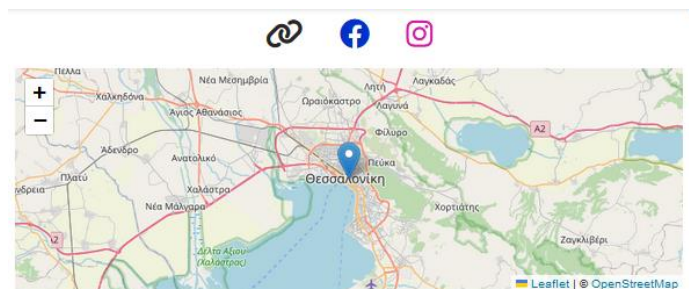 Πέλλα
Νέα Μεσημβρία
Λητή
Λαγκαδάς
+
Χαλκηδόνα
Ωραιόκαστρο
Λαγυνά
Άγιος Αθανάσιος
−
A2
Φίλυρο
Άδενδρο
Ανατολικό
Πεύκα
Πλατύ
Θεσσαλονίκη
νδρεια
Χαλάστρα
Νέα Μάλγαρα
Χορτιάτης
Ζαγκλιβέρι
Δέλτα Αξιού
(Χαλάστρας)
Leaflet | © OpenStreetMap